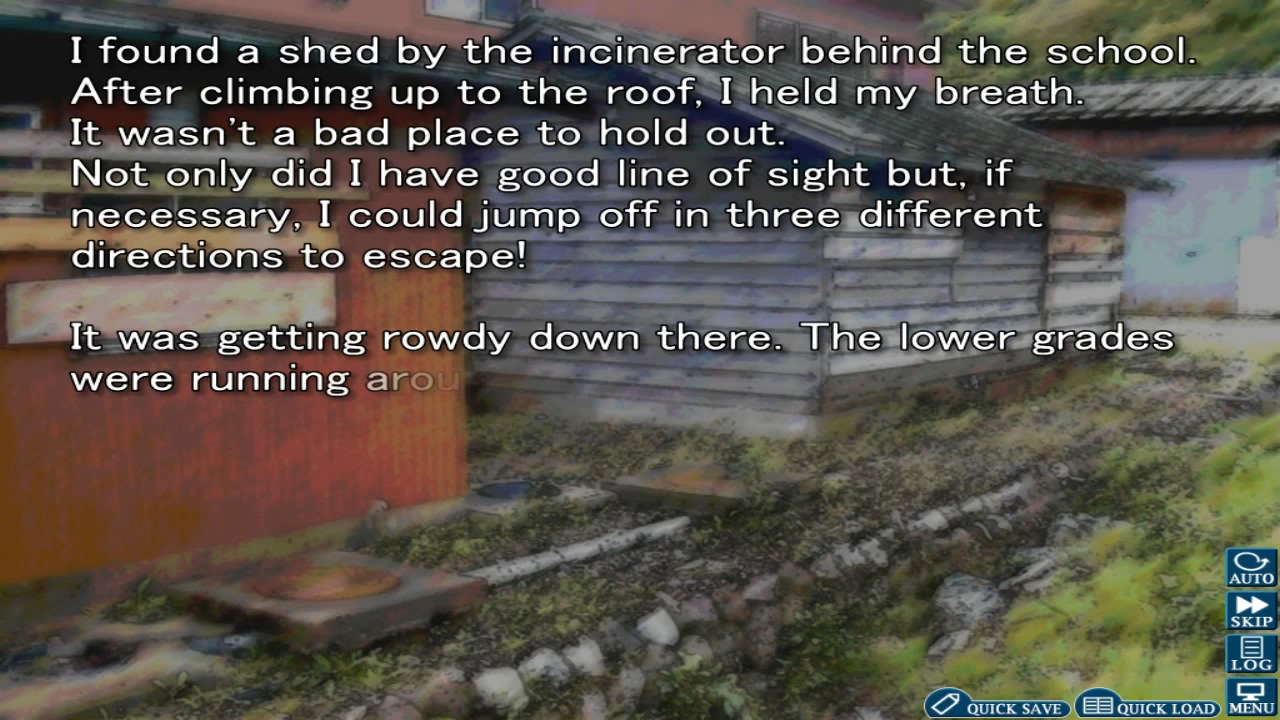 I found a shed by the incinerator behind the school.
After climbing up to the roof, I held my breath.
It wasn't a bad place to hold out.
Not only did I have good line of sight but, if
necessary, I could jump off in three different
directions to escape!
It was getting rowdy down there. The lower grades
were running arou
AUTO
SKIP
LOG
MENU
QUICK SAVE
QUICK LOAD